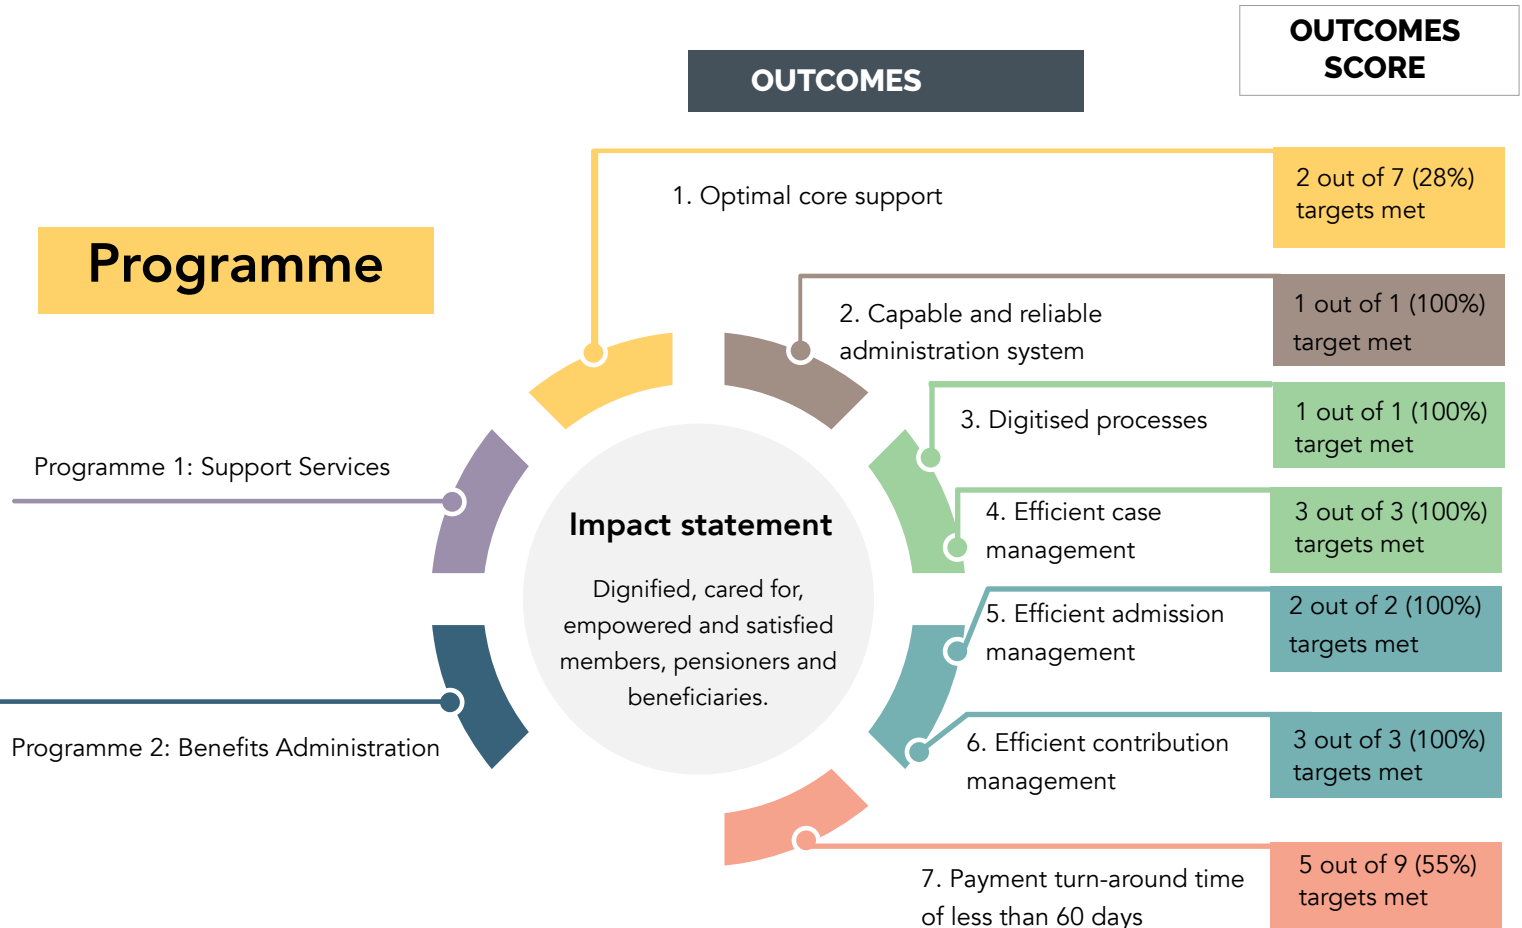 OUTCOMES
SCORE
OUTCOMES
1. Optimal core support
2 out of 7 (28%)
targets met
Programme
2. Capable and reliable
administration system
1 out of 1 (100%)
target met
3. Digitised processes
1 out of 1 (100%)
target met
Programme 1: Support Services
4. Efficient case
management
3 out of 3 (100%)
targets met
Impact statement
Dignified, cared for,
empowered and satisfied
members, pensioners and
beneficiaries.
5. Efficient admission
management
2 out of 2 (100%)
targets met
Programme 2: Benefits Administration
6. Efficient contribution
management
3 out of 3 (100%)
targets met
7. Payment turn-around time
of less than 60 days
5 out of 9 (55%)
targets met